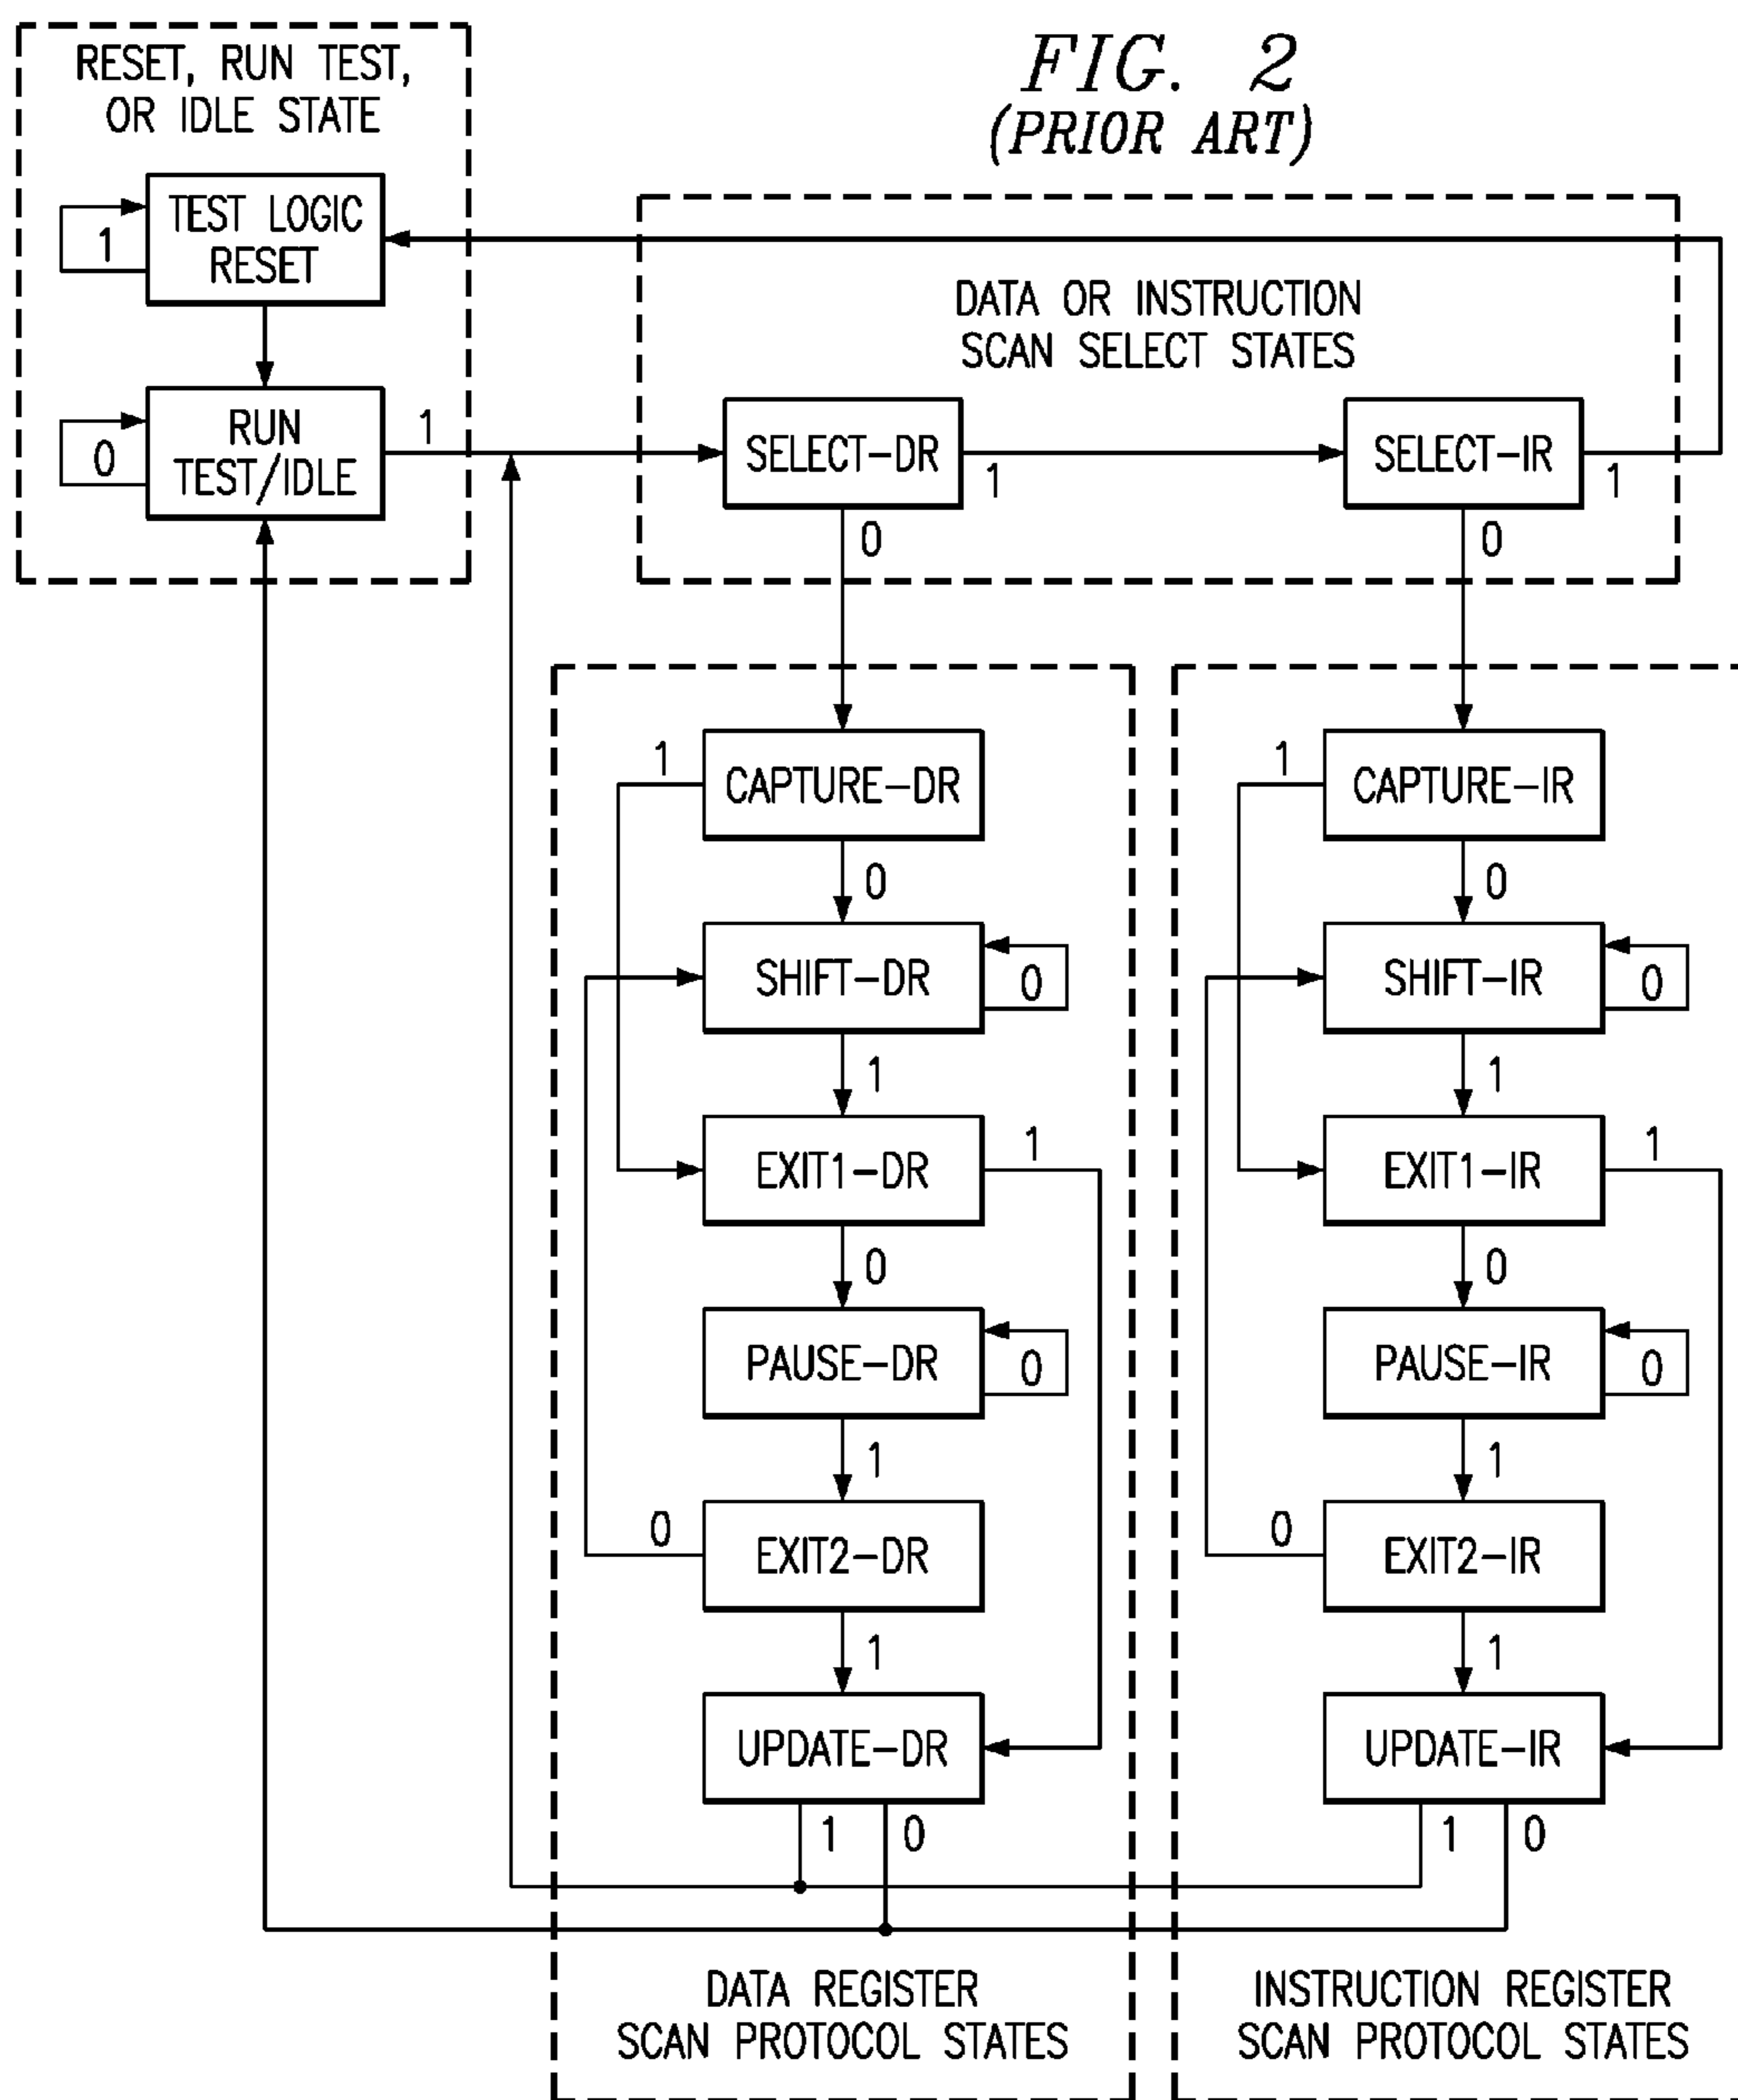 FIG. 2
(PRIOR ART)
RESET, RUN TEST,
OR IDLE STATE
TEST LOGIC
RESET
1
RUN
TEST/IDLE
0
1
DATA OR INSTRUCTION
SCAN SELECT STATES
SELECT-DR
1
0
SELECT-IR
1
0
CAPTURE-DR
1
0
SHIFT-DR
0
1
EXIT1-DR
1
0
PAUSE-DR
0
1
EXIT2-DR
0
1
UPDATE-DR
1
0
DATA REGISTER
SCAN PROTOCOL STATES
CAPTURE-IR
1
0
SHIFT-IR
0
1
EXIT1-IR
1
0
PAUSE-IR
0
1
EXIT2-IR
0
1
UPDATE-IR
1
0
INSTRUCTION REGISTER
SCAN PROTOCOL STATES